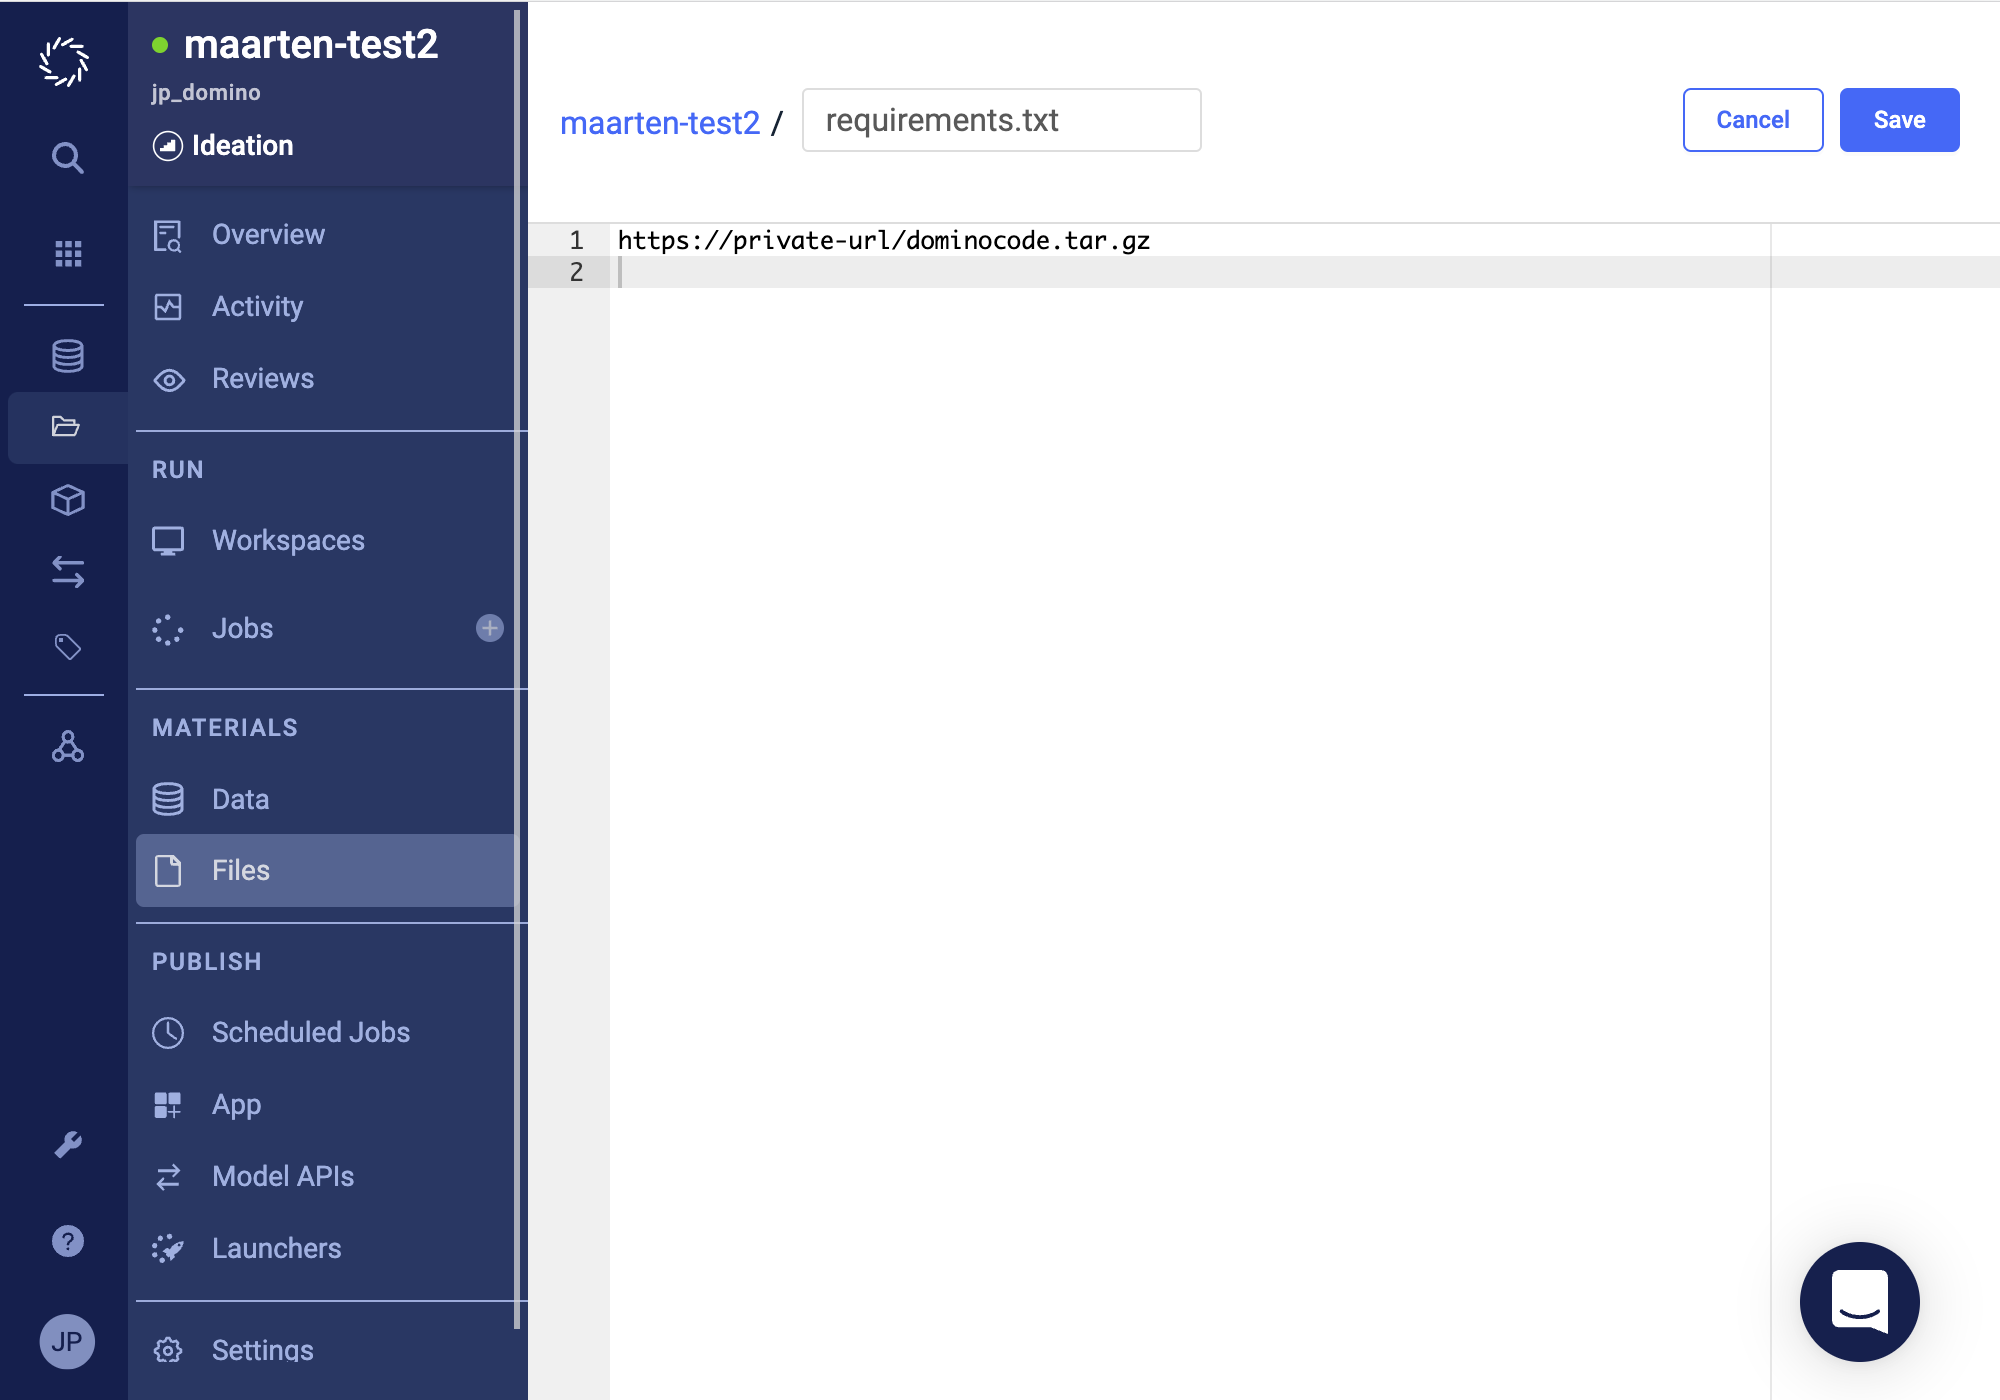 maarten-test2
jp_domino
Ideation
Overview
Activity
Reviews
RUN
Workspaces
Jobs
MATERIALS
Data
Files
PUBLISH
Scheduled Jobs
App
Model APIs
Launchers
Settings
JP
maarten-test2 / requirements.txt
Cancel
Save
1 https://private-url/dominocode.tar.gz
2